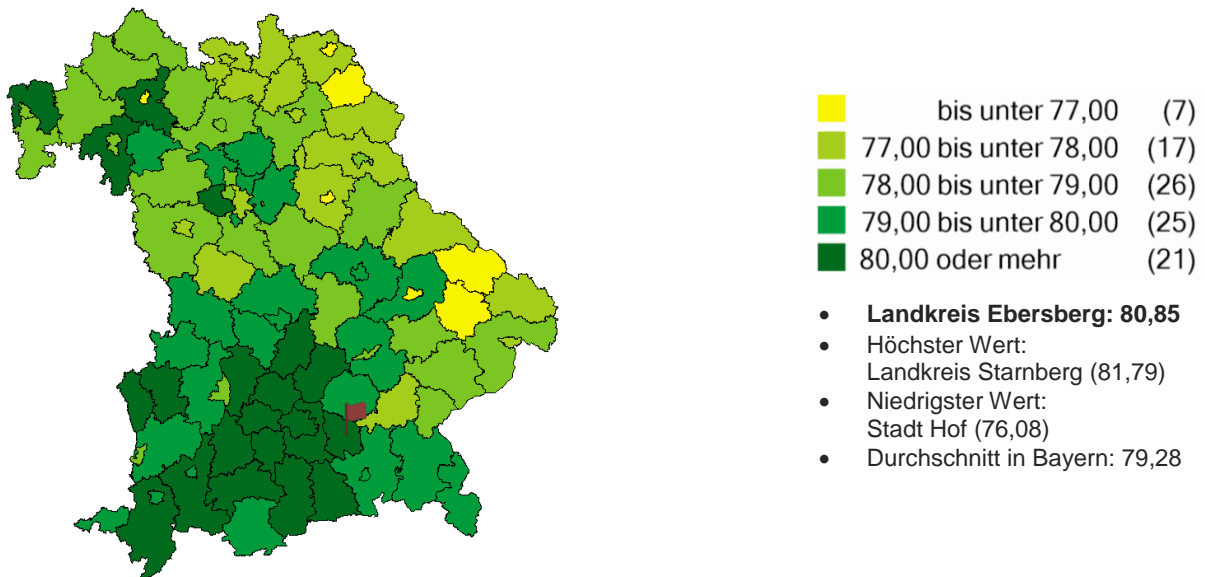 bis unter 77,00 (7)
77,00 bis unter 78,00 (17)
78,00 bis unter 79,00 (26)
79,00 bis unter 80,00 (25)
80,00 oder mehr (21)
• Landkreis Ebersberg: 80,85
• Höchster Wert:
Landkreis Starnberg (81,79)
• Niedrigster Wert:
Stadt Hof (76,08)
• Durchschnitt in Bayern: 79,28